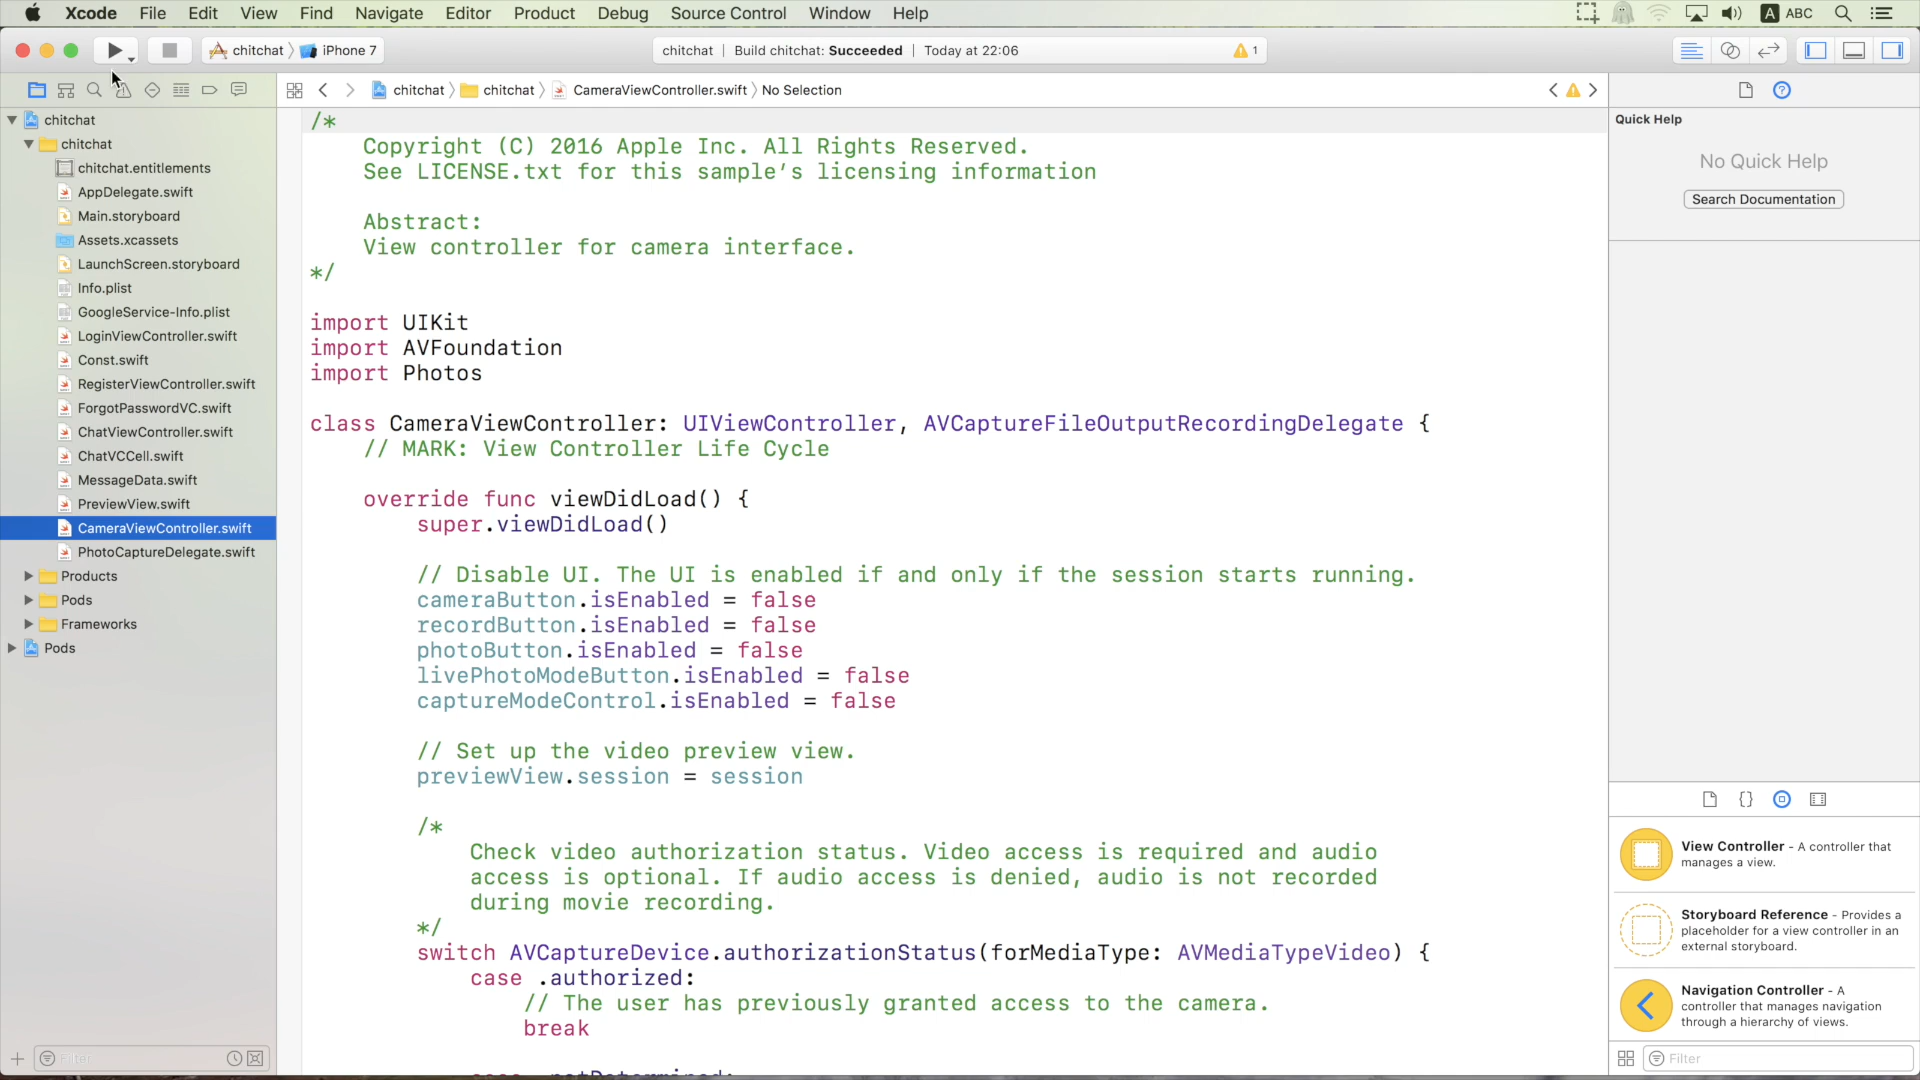 Xcode File Edit View Find Navigate Editor Product Debug Source Control Window Help
A ABC
chitchat iPhone 7
chitchat | Build chitchat: Succeeded | Today at 22:06
1
chitchat chitchat CameraViewController.swift No Selection
chitchat
chitchat
chitchat.entitlements
AppDelegate.swift
Main.storyboard
Assets.xcassets
LaunchScreen.storyboard
Info.plist
GoogleService-Info.plist
LoginViewController.swift
Const.swift
RegisterViewController.swift
ForgotPasswordVC.swift
ChatViewController.swift
ChatVCCell.swift
MessageData.swift
PreviewView.swift
CameraViewController.swift
PhotoCaptureDelegate.swift
Products
Pods
Frameworks
Pods
Filter
/*
Copyright (C) 2016 Apple Inc. All Rights Reserved.
See LICENSE.txt for this sample’s licensing information
Abstract:
View controller for camera interface.
*/
import UIKit
import AVFoundation
import Photos
class CameraViewController: UIViewController, AVCaptureFileOutputRecordingDelegate {
// MARK: View Controller Life Cycle
override func viewDidLoad() {
super.viewDidLoad()
// Disable UI. The UI is enabled if and only if the session starts running.
cameraButton.isEnabled = false
recordButton.isEnabled = false
photoButton.isEnabled = false
livePhotoModeButton.isEnabled = false
captureModeControl.isEnabled = false
// Set up the video preview view.
previewView.session = session
/*
Check video authorization status. Video access is required and audio
access is optional. If audio access is denied, audio is not recorded
during movie recording.
*/
switch AVCaptureDevice.authorizationStatus(forMediaType: AVMediaTypeVideo) {
case .authorized:
// The user has previously granted access to the camera.
break
case .notDetermined:
Quick Help
No Quick Help
Search Documentation
View Controller - A controller that
manages a view.
Storyboard Reference - Provides a
placeholder for a view controller in an
external storyboard.
Navigation Controller - A
controller that manages navigation
through a hierarchy of views.
Filter